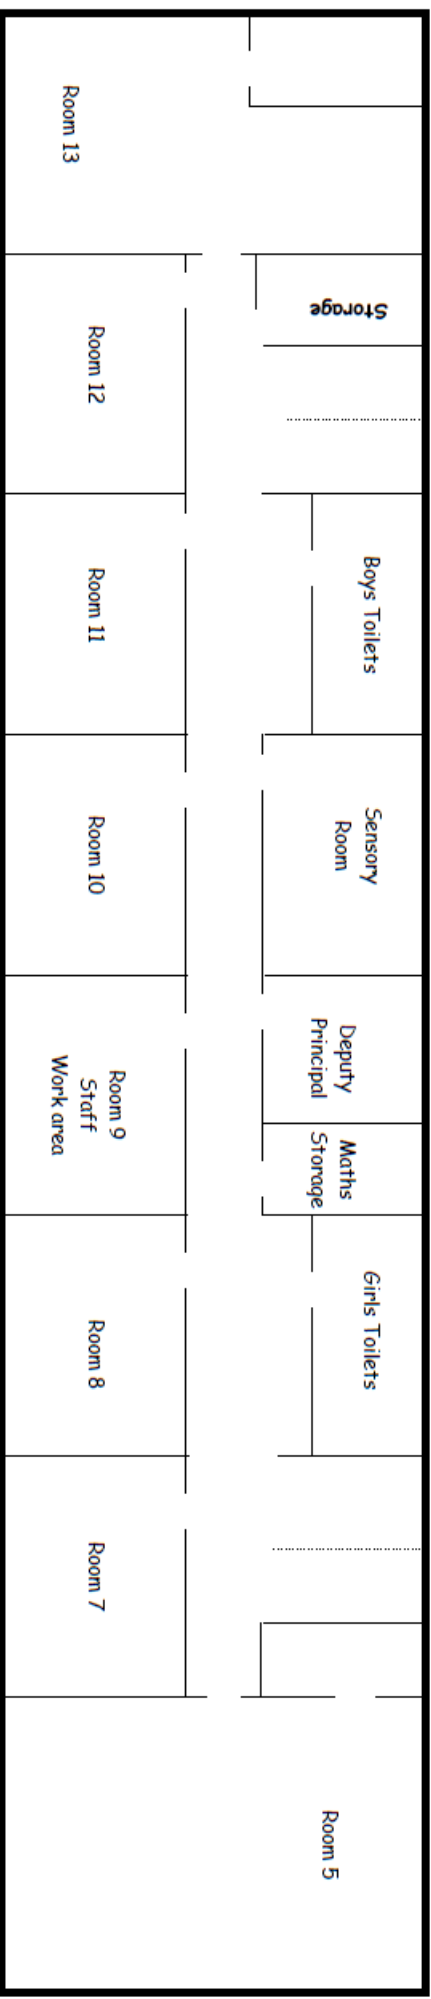 Room 13
Storage
Room 12
Boys Toilets
Room 11
Sensory
Room
Room 10
Deputy
Principal
Room 9
Staff
Work area
Maths
Storage
Girls Toilets
Room 8
Room 7
Room 5